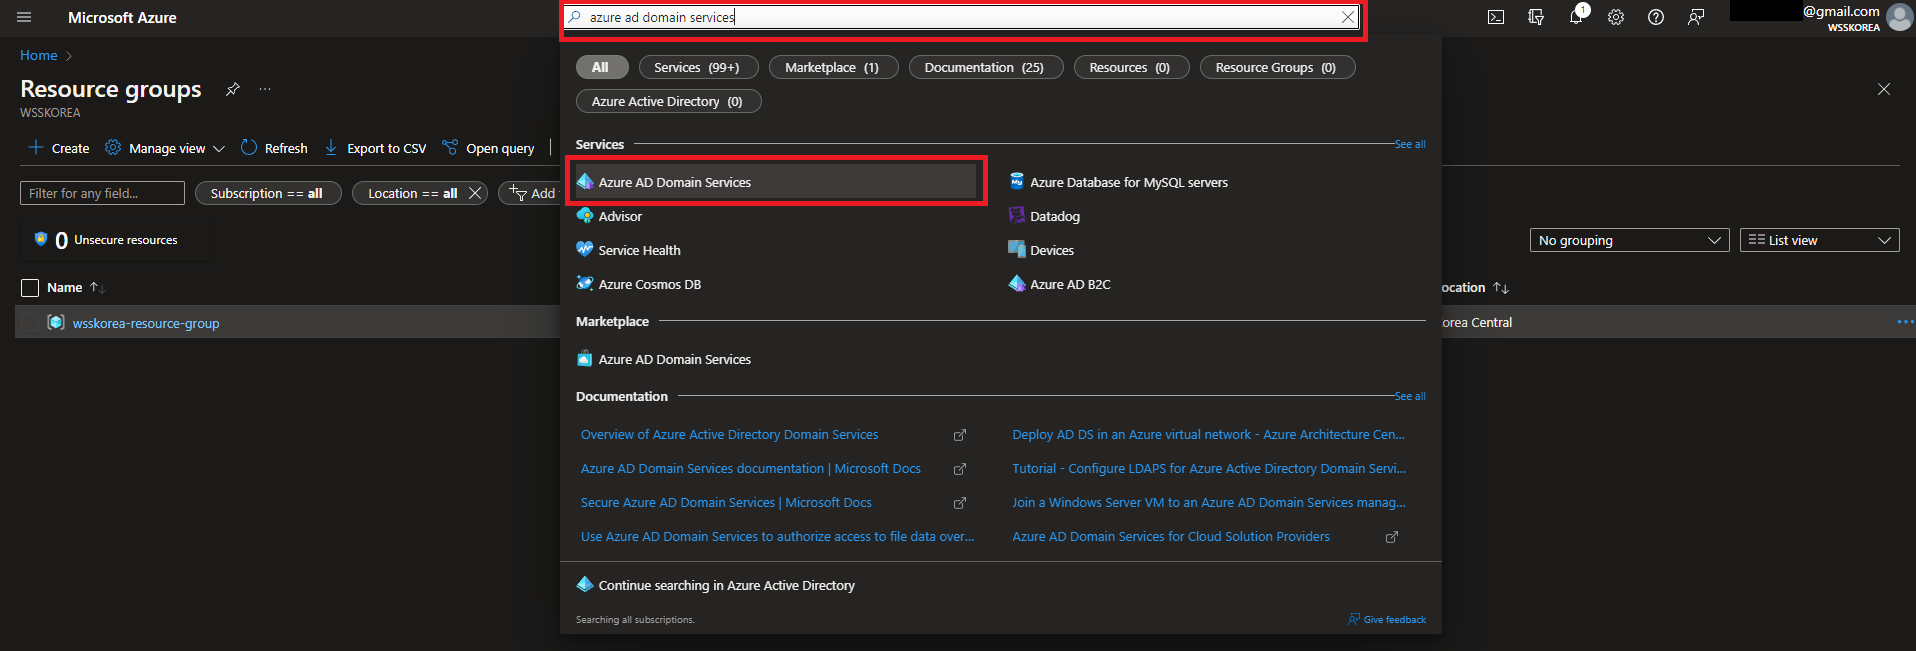 Microsoft Azure
azure ad domain services
1
@gmail.com
WSSKOREA
Home
Resource groups
WSSKOREA
Create
Manage view
Refresh
Export to CSV
Open query
Filter for any field...
Subscription == all
Location == all
Add
0 Unsecure resources
No grouping
List view
Name
ocation
wsskorea-resource-group
orea Central
All
Services (99+)
Marketplace (1)
Documentation (25)
Resources (0)
Resource Groups (0)
Azure Active Directory (0)
Services
See all
Azure AD Domain Services
Azure Database for MySQL servers
Advisor
Datadog
Service Health
Devices
Azure Cosmos DB
Azure AD B2C
Marketplace
Azure AD Domain Services
Documentation
See all
Overview of Azure Active Directory Domain Services
Deploy AD DS in an Azure virtual network - Azure Architecture Cen...
Azure AD Domain Services documentation | Microsoft Docs
Tutorial - Configure LDAPS for Azure Active Directory Domain Servi...
Secure Azure AD Domain Services | Microsoft Docs
Join a Windows Server VM to an Azure AD Domain Services manag...
Use Azure AD Domain Services to authorize access to file data over...
Azure AD Domain Services for Cloud Solution Providers
Continue searching in Azure Active Directory
Searching all subscriptions.
Give feedback